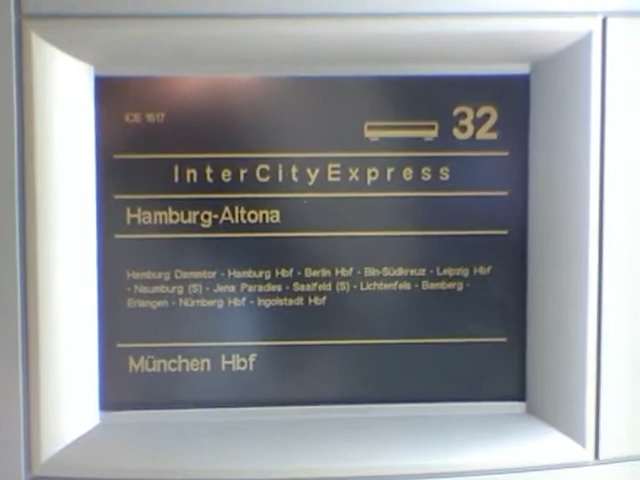 ICE 1517
32
InterCityExpress
Hamburg-Altona
Hamburg Dammtor - Hamburg Hbf - Berlin Hbf - Bln-Südkreuz - Leipzig Hbf
- Naumburg (S) - Jena Paradies - Saalfeld (S) - Lichtenfels - Bamberg -
Erlangen - Nürnberg Hbf - Ingolstadt Hbf
München Hbf